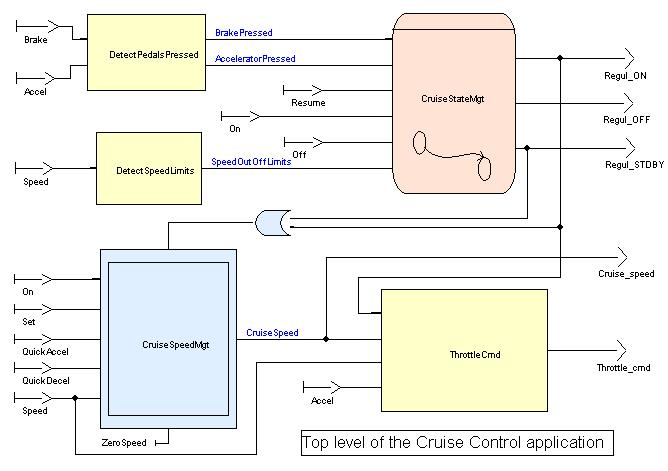 Brake
Accel
DetectPedalsPressed
BrakePressed
AcceleratorPressed
Resume
On
Off
CruiseStateMgt
Regul_ON
Regul_OFF
Regul_STDBY
Speed
DetectSpeedLimits
SpeedOutOffLimits
On
Set
QuickAccel
QuickDecel
Speed
CruiseSpeedMgt
ZeroSpeed
CruiseSpeed
Cruise_speed
ThrottleCmd
Throttle_cmd
Accel
Top level of the Cruise Control application